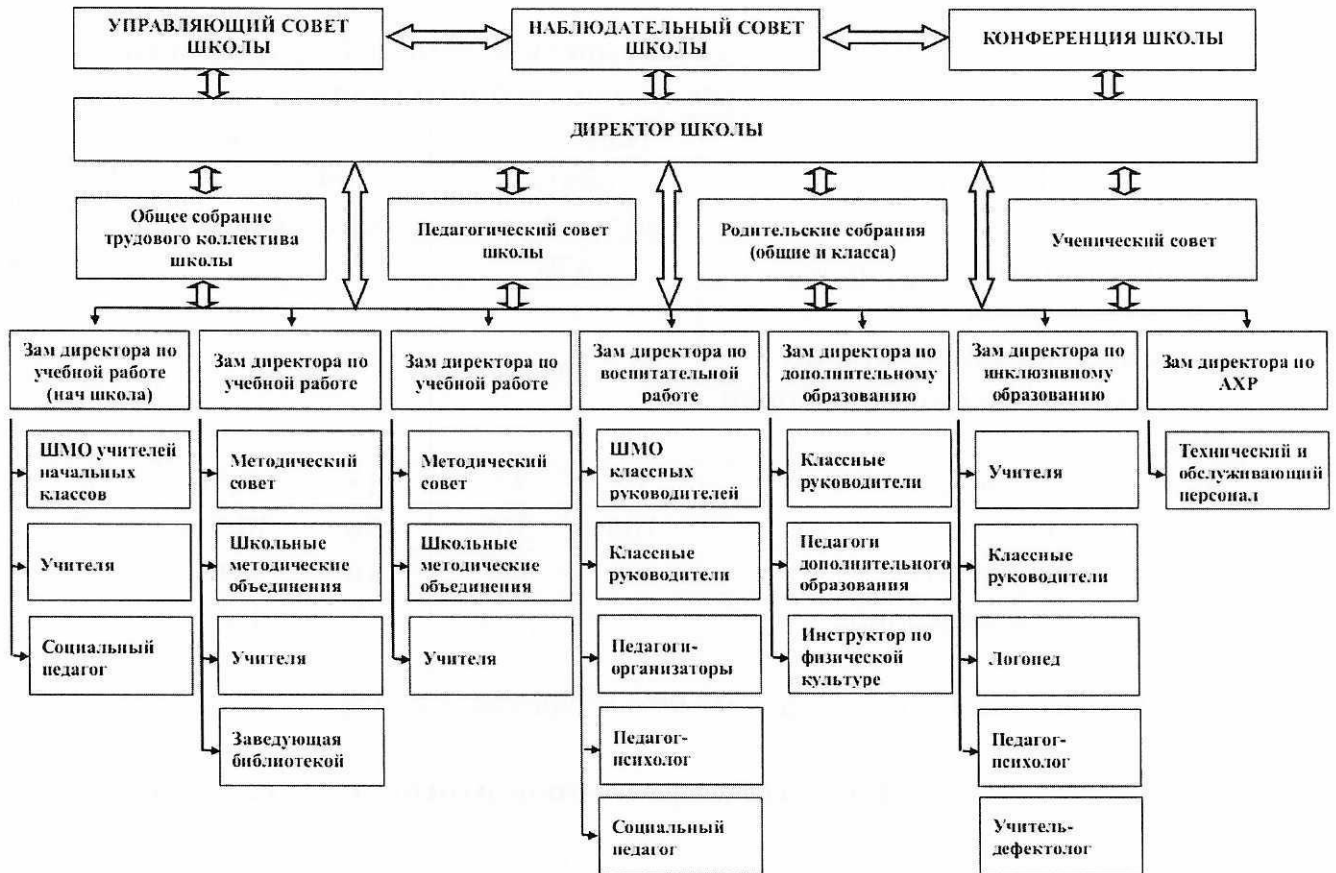 УПРАВЛЯЮЩИЙ СОВЕТ
ШКОЛЫ
НАБЛЮДАТЕЛЬНЫЙ СОВЕТ
ШКОЛЫ
КОНФЕРЕНЦИЯ ШКОЛЫ
ДИРЕКТОР ШКОЛЫ
Общее собрание
трудового коллектива
школы
Педагогический совет
школы
Родительские собрания
(общие и класса)
Ученический совет
Зам директора по
учебной работе
(нач школа)
Зам директора по
учебной работе
Зам директора по
учебной работе
Зам директора по
воспитательной
работе
Зам директора по
дополнительному
образованию
Зам директора по
инклюзивному
образованию
Зам директора по
АХР
ШМО учителей
начальных
классов
Учителя
Социальный
педагог
Методический
совет
Школьные
методические
объединения
Учителя
Заведующая
библиотекой
Методический
совет
Школьные
методические
объединения
Учителя
ШМО
классных
руководителей
Классные
руководители
Педагоги-
организаторы
Педагог-
психолог
Социальный
педагог
Классные
руководители
Педагоги
дополнительного
образования
Инструктор по
физической
культуре
Учителя
Классные
руководители
Логопед
Педагог-
психолог
Учитель-
дефектолог
Технический и
обслуживающий
персонал